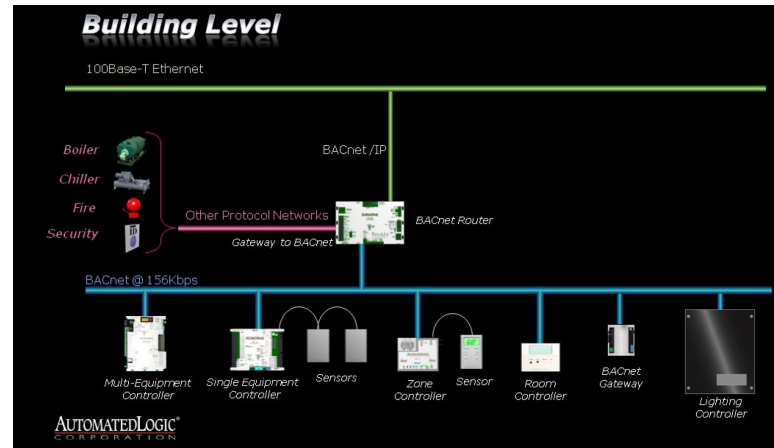 Building Level
100Base-T Ethernet
BACnet /IP
Boiler
Chiller
Fire
Security
Other Protocol Networks
Gateway to BACnet
BACnet Router
BACnet @ 156Kbps
Multi-Equipment
Controller
Single Equipment
Controller
Sensors
Zone
Controller
Sensor
Room
Controller
BACnet
Gateway
Lighting
Controller
AUTOMATEDLOGIC®
CORPORATION